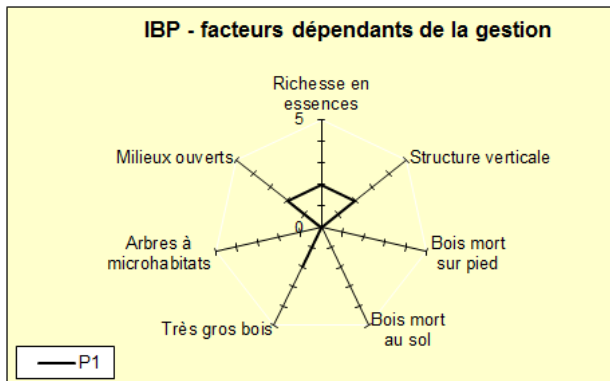 IBP - facteurs dépendants de la gestion
Richesse en
essences
5
Milieux ouverts
Structure verticale
0
Arbres à
microhabitats
Bois mort
sur pied
Très gros bois
Bois mort
au sol
P1